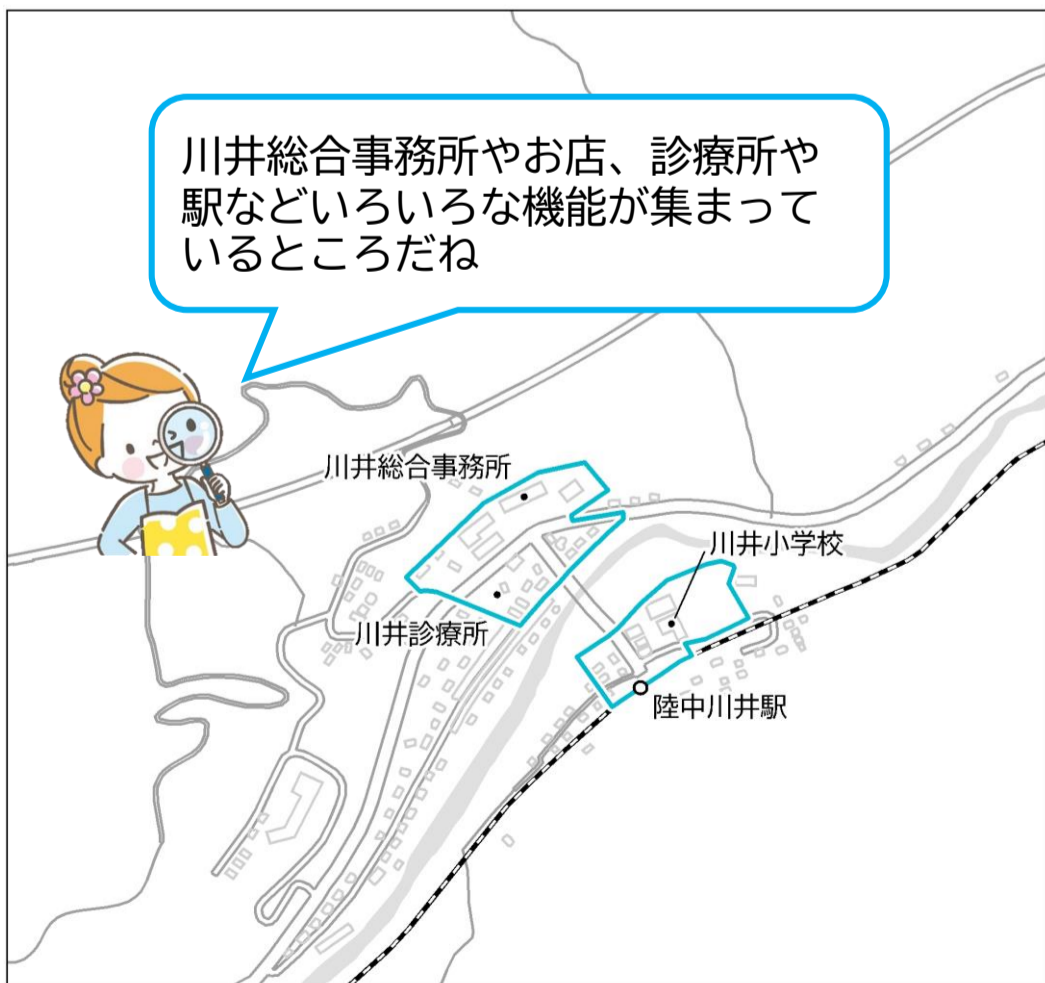 川井総合事務所やお店、診療所や
駅などいろいろな機能が集まって
いるところだね
川井総合事務所
川井小学校
川井診療所
陸中川井駅